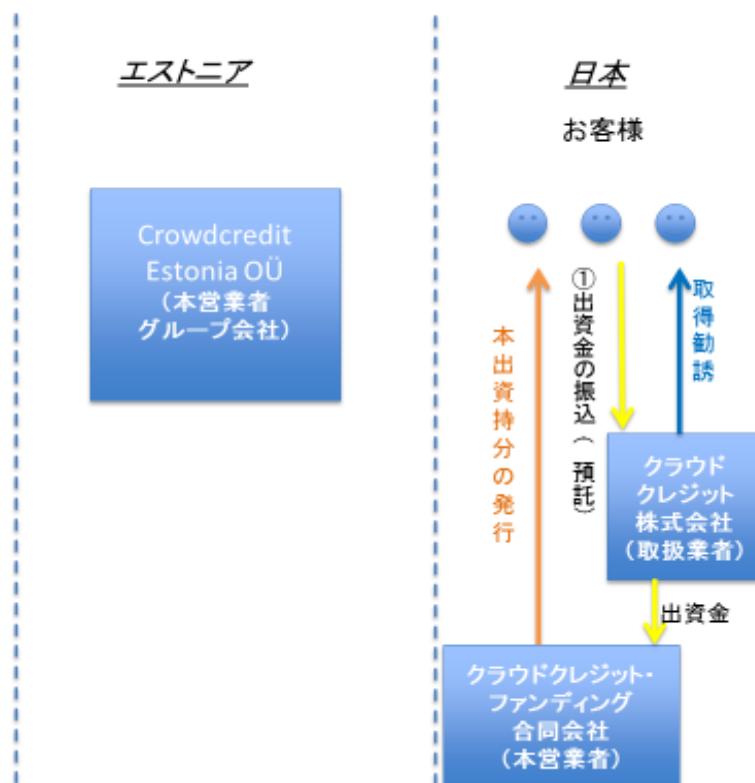 エストニア
日本
お客様
Crowdcredit
Estonia OÜ
(本営業者
グループ会社)
本出資持分の発行
①出資金の振込(預託)
取得勧誘
クラウド
クレジット
株式会社
(取扱業者)
出資金
クラウドクレジット・
ファンディング
合同会社
(本営業者)